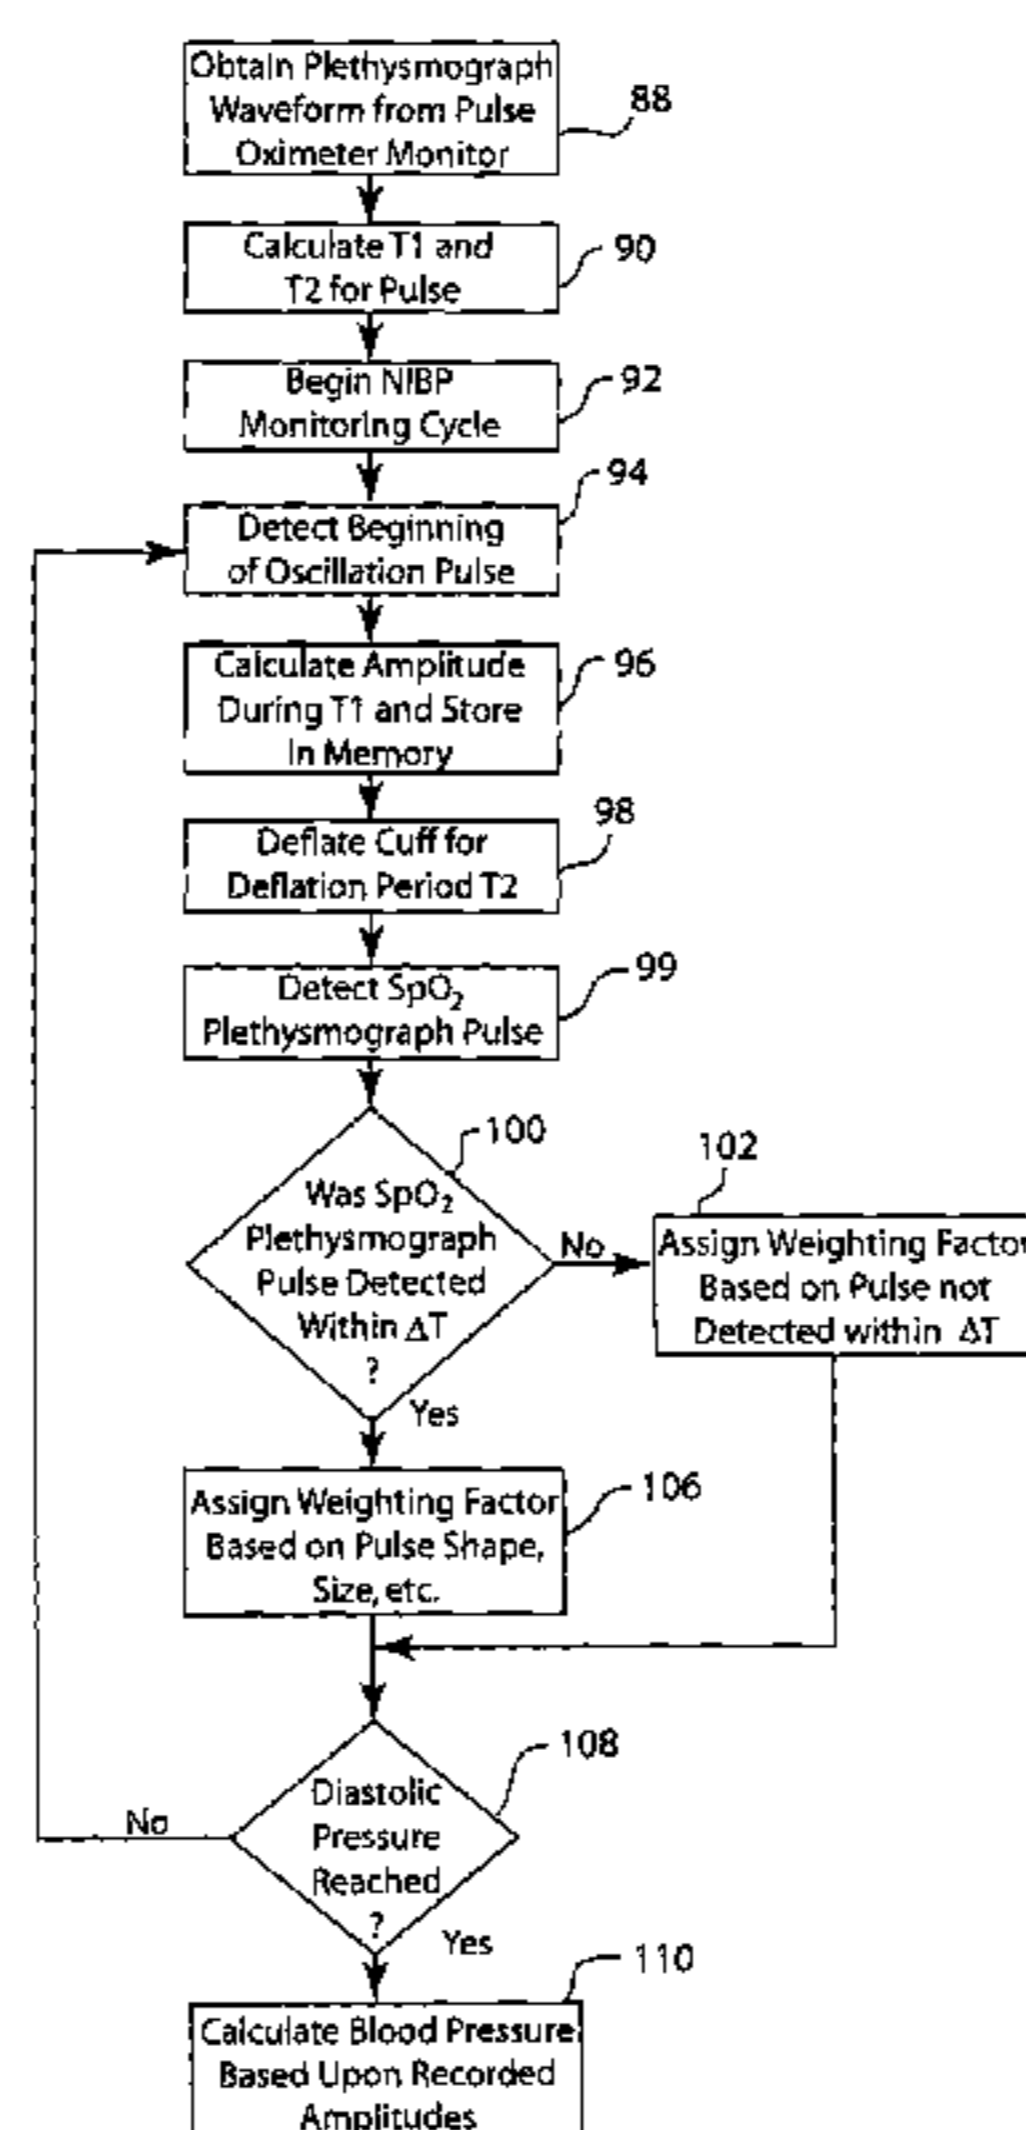 Obtain Plethysmograph
Waveform from Pulse
Oximeter Monitor
88
Calculate T1 and
T2 for Pulse
90
Begin NIBP
Monitoring Cycle
92
94
Detect Beginning
of Oscillation Pulse
Calculate Amplitude
During T1 and Store
in Memory
96
98
Deflate Cuff for
Deflation Period T2
Detect SpO₂
Plethysmograph Pulse
99
100
Was SpO₂
Plethysmograph
Pulse Detected
Within ΔT
?
No
102
Assign Weighting Factor
Based on Pulse not
Detected within ΔT
Yes
Assign Weighting Factor
Based on Pulse Shape,
Size, etc.
106
108
Diastolic
Pressure
Reached
?
No
Yes
110
Calculate Blood Pressure
Based Upon Recorded
Amplitudes